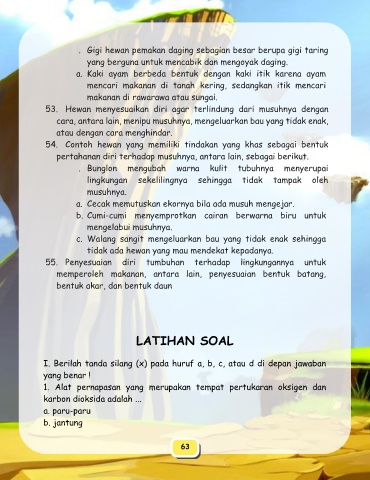 . Gigi hewan pemakan daging sebagian besar berupa gigi taring
yang berguna untuk mencabik dan mengoyak daging.
a. Kaki ayam berbeda bentuk dengan kaki itik karena ayam
mencari makanan di tanah kering, sedangkan itik mencari
makanan di rawarawa atau sungai.
53. Hewan menyesuaikan diri agar terlindung dari musuhnya dengan
cara, antara lain, menipu musuhnya, mengeluarkan bau yang tidak enak,
atau dengan cara menghindar.
54. Contoh hewan yang memiliki tindakan yang khas sebagai bentuk
pertahanan diri terhadap musuhnya, antara lain, sebagai berikut.
. Bunglon mengubah warna kulit tubuhnya menyerupai
lingkungan sekelilingnya sehingga tidak tampak oleh
musuhnya.
a. Cecak memutuskan ekornya bila ada musuh mengejar.
b. Cumi-cumi menyemprotkan cairan berwarna biru untuk
mengelabui musuhnya.
c. Walang sangit mengeluarkan bau yang tidak enak sehingga
tidak ada hewan yang mau mendekat kepadanya.
55. Penyesuaian diri tumbuhan terhadap lingkungannya untuk
memperoleh makanan, antara lain, penyesuaian bentuk batang,
bentuk akar, dan bentuk daun
LATIHAN SOAL
I. Berilah tanda silang (x) pada huruf a, b, c, atau d di depan jawaban
yang benar !
1. Alat pernapasan yang merupakan tempat pertukaran oksigen dan
karbon dioksida adalah ...
a. paru-paru
b. jantung
63